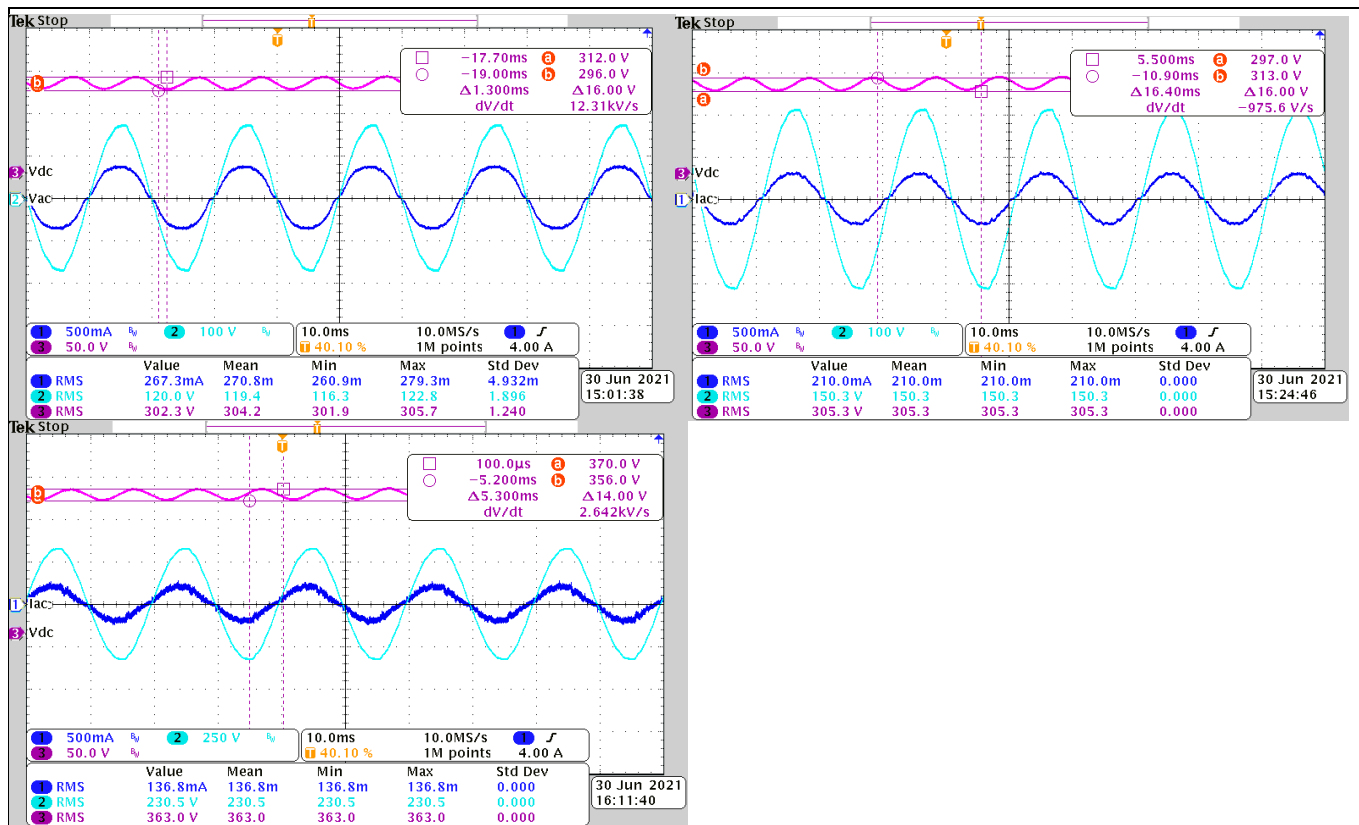 Tek Stop
T
T
b
−17.70ms a 312.0 V
−19.00ms b 296.0 V
Δ1.300ms Δ16.00 V
dV/dt 12.31kV/s
3 Vdc
2 Vac
1 500mA BW 2 100 V BW
3 50.0 V BW
10.0ms 10.0MS/s 1
T 40.10 % 1M points 4.00 A
Value Mean Min Max Std Dev
1 RMS 267.3mA 270.8m 260.9m 279.3m 4.932m
2 RMS 120.0 V 119.4 116.3 122.8 1.896
3 RMS 302.3 V 304.2 301.9 305.7 1.240
30 Jun 2021
15:01:38
Tek Stop
T
T
b
a
5.500ms a 297.0 V
−10.90ms b 313.0 V
Δ16.40ms Δ16.00 V
dV/dt −975.6 V/s
3 Vdc
1 Iac
1 500mA BW 2 100 V BW
3 50.0 V BW
10.0ms 10.0MS/s 1
T 40.10 % 1M points 4.00 A
Value Mean Min Max Std Dev
1 RMS 210.0mA 210.0m 210.0m 210.0m 0.000
2 RMS 150.3 V 150.3 150.3 150.3 0.000
3 RMS 305.3 V 305.3 305.3 305.3 0.000
30 Jun 2021
15:24:46
Tek Stop
T
T
b
100.0µs a 370.0 V
−5.200ms b 356.0 V
Δ5.300ms Δ14.00 V
dV/dt 2.642kV/s
1 Iac
3 Vdc
1 500mA BW 2 250 V BW
3 50.0 V BW
10.0ms 10.0MS/s 1
T 40.10 % 1M points 4.00 A
Value Mean Min Max Std Dev
1 RMS 136.8mA 136.8m 136.8m 136.8m 0.000
2 RMS 230.5 V 230.5 230.5 230.5 0.000
3 RMS 363.0 V 363.0 363.0 363.0 0.000
30 Jun 2021
16:11:40